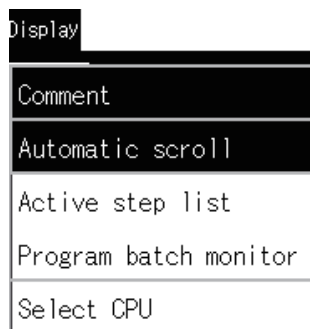 Display
Comment
Automatic scroll
Active step list
Program batch monitor
Select CPU